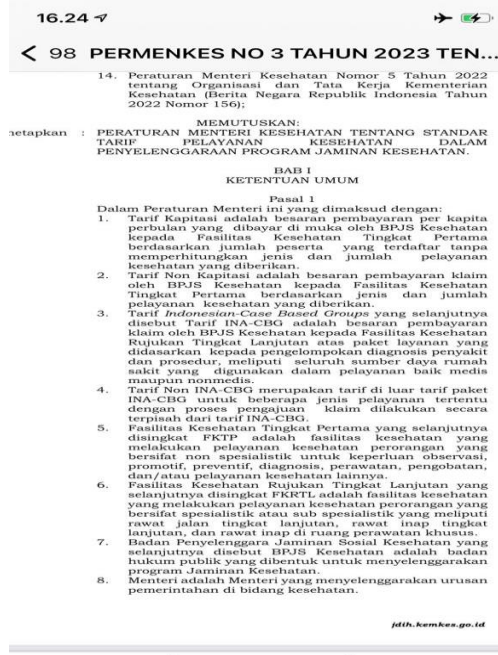 16.24
98 PERMENKES NO 3 TAHUN 2023 TEN...
14. Peraturan Menteri Kesehatan Nomor 5 Tahun 2022
tentang Organisasi dan Tata Kerja Kementerian
Kesehatan (Berita Negara Republik Indonesia Tahun
2022 Nomor 156);
MEMUTUSKAN:
netapkan : PERATURAN MENTERI KESEHATAN TENTANG STANDAR
TARIF PELAYANAN KESEHATAN DALAM
PENYELENGGARAAN PROGRAM JAMINAN KESEHATAN.
BAB I
KETENTUAN UMUM
Pasal 1
Dalam Peraturan Menteri ini yang dimaksud dengan:
1. Tarif Kapitasi adalah besaran pembayaran per kapita
perbulan yang dibayar di muka oleh BPJS Kesehatan
kepada Fasilitas Kesehatan Tingkat Pertama
berdasarkan jumlah peserta yang terdaftar tanpa
memperhitungkan jenis dan jumlah pelayanan
kesehatan yang diberikan.
2. Tarif Non Kapitasi adalah besaran pembayaran klaim
oleh BPJS Kesehatan kepada Fasilitas Kesehatan
Tingkat Pertama berdasarkan jenis dan jumlah
pelayanan kesehatan yang diberikan.
3. Tarif Indonesian-Case Based Groups yang selanjutnya
disebut Tarif INA-CBG adalah besaran pembayaran
klaim oleh BPJS Kesehatan kepada Fasilitas Kesehatan
Rujukan Tingkat Lanjutan atas paket layanan yang
didasarkan kepada pengelompokan diagnosis penyakit
dan prosedur, meliputi seluruh sumber daya rumah
sakit yang digunakan dalam pelayanan baik medis
maupun nonmedis.
4. Tarif Non INA-CBG merupakan tarif di luar tarif paket
INA-CBG untuk beberapa jenis pelayanan tertentu
dengan proses pengajuan klaim dilakukan secara
terpisah dari tarif INA-CBG.
5. Fasilitas Kesehatan Tingkat Pertama yang selanjutnya
disingkat FKTP adalah fasilitas kesehatan yang
melakukan pelayanan kesehatan perorangan yang
bersifat non spesialistik untuk keperluan observasi,
promotif, preventif, diagnosis, perawatan, pengobatan,
dan/atau pelayanan kesehatan lainnya.
6. Fasilitas Kesehatan Rujukan Tingkat Lanjutan yang
selanjutnya disingkat FKRTL adalah fasilitas kesehatan
yang melakukan pelayanan kesehatan perorangan yang
bersifat spesialistik atau sub spesialistik yang meliputi
rawat jalan tingkat lanjutan, rawat inap tingkat
lanjutan, dan rawat inap di ruang perawatan khusus.
7. Badan Penyelenggara Jaminan Sosial Kesehatan yang
selanjutnya disebut BPJS Kesehatan adalah badan
hukum publik yang dibentuk untuk menyelenggarakan
program Jaminan Kesehatan.
8. Menteri adalah Menteri yang menyelenggarakan urusan
pemerintahan di bidang kesehatan.
jdih.kemkes.go.id